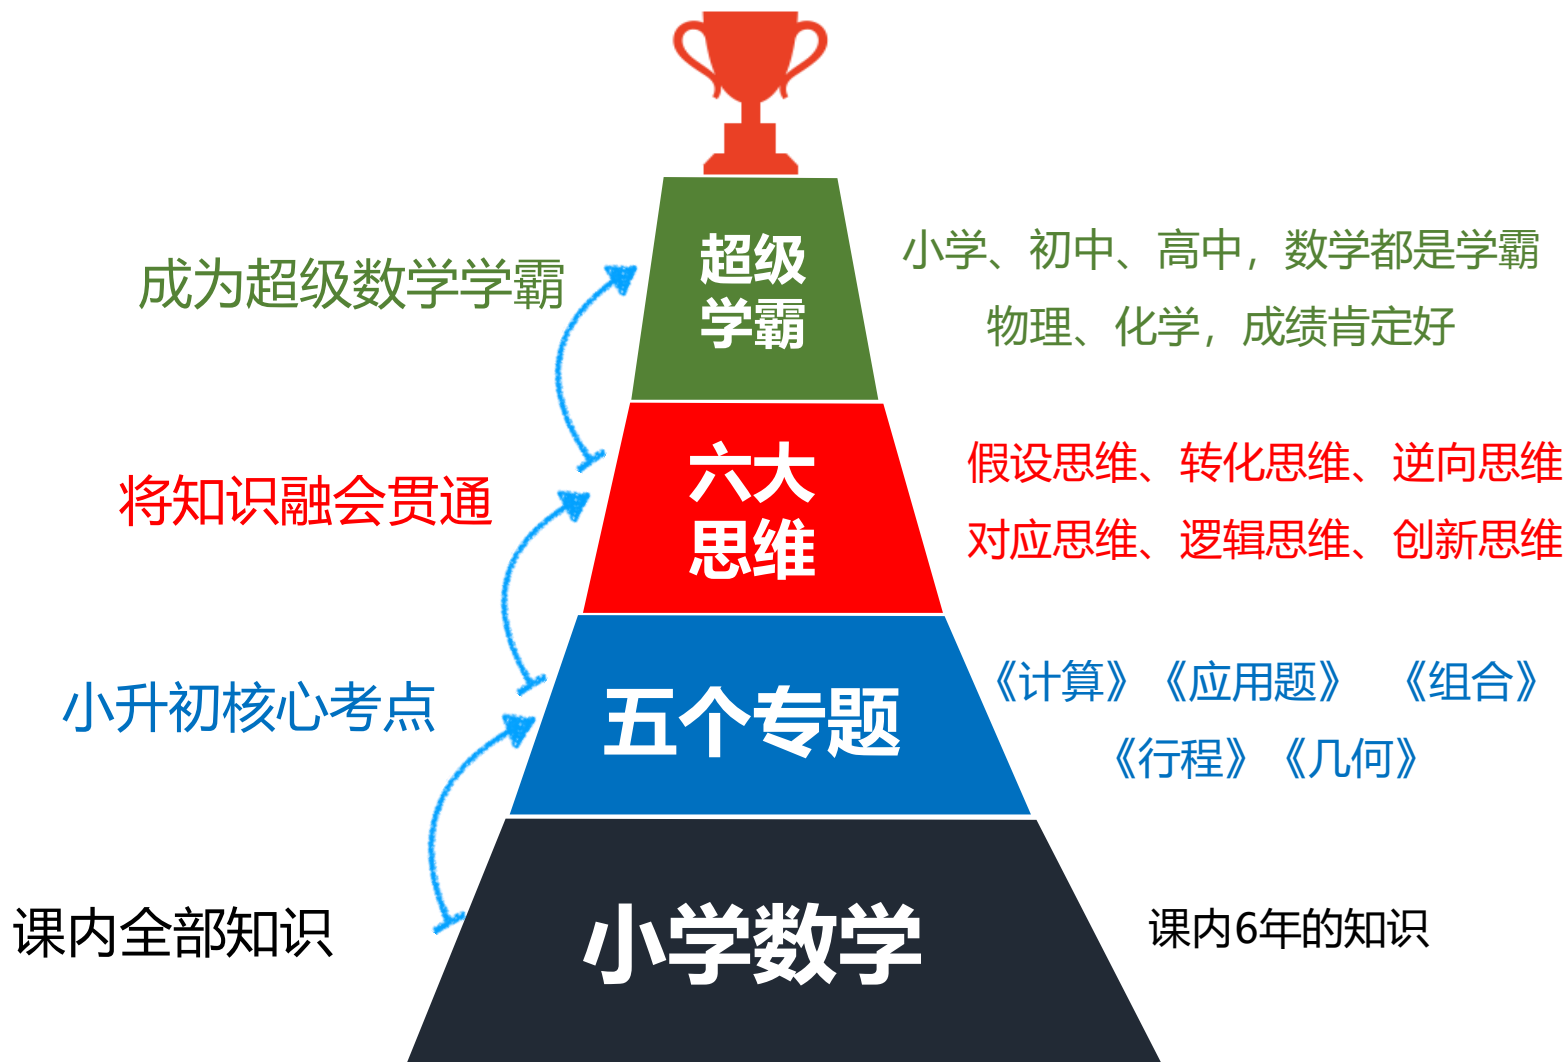 成为超级数学学霸
超级
学霸
小学、初中、高中，数学都是学霸
物理、化学，成绩肯定好
将知识融会贯通
六大
思维
假设思维、转化思维、逆向思维
对应思维、逻辑思维、创新思维
小升初核心考点
五个专题
《计算》《应用题》 《组合》
《行程》《几何》
课内全部知识
小学数学
课内6年的知识